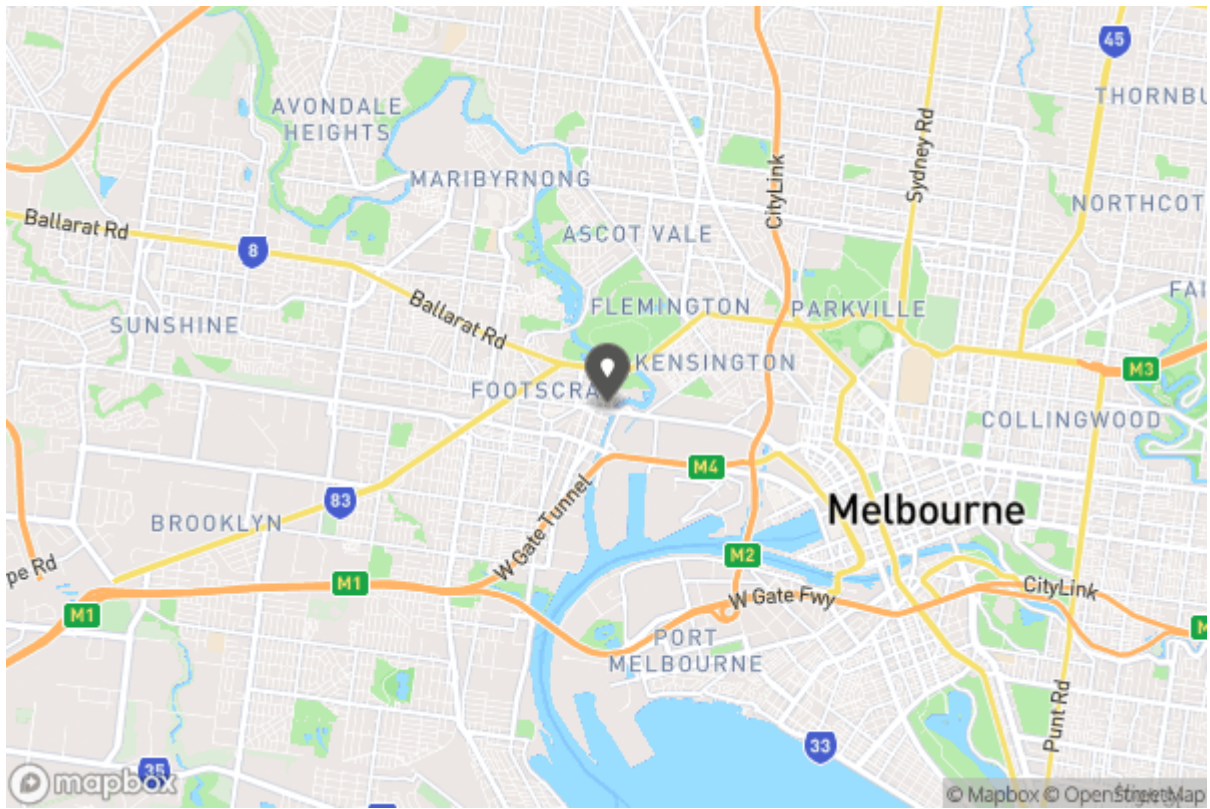 45
THORNBU
AVONDALE
HEIGHTS
CityLink
Sydney Rd
MARIBYRNONG
NORTHCOT
Ballarat Rd
ASCOT VALE
8
FLEMINGTON
PARKVILLE
FAI
SUNSHINE
Ballarat Rd
KENSINGTON
M3
FOOTSCRA
COLLINGWOOD
M4
83
Melbourne
BROOKLYN
W Gate Tunnel
M2
pe Rd
M1
CityLink
W Gate Fwy
M1
M
PORT
MELBOURNE
Punt Rd
33
35
mapbox
© Mapbox © OpenStreetMap